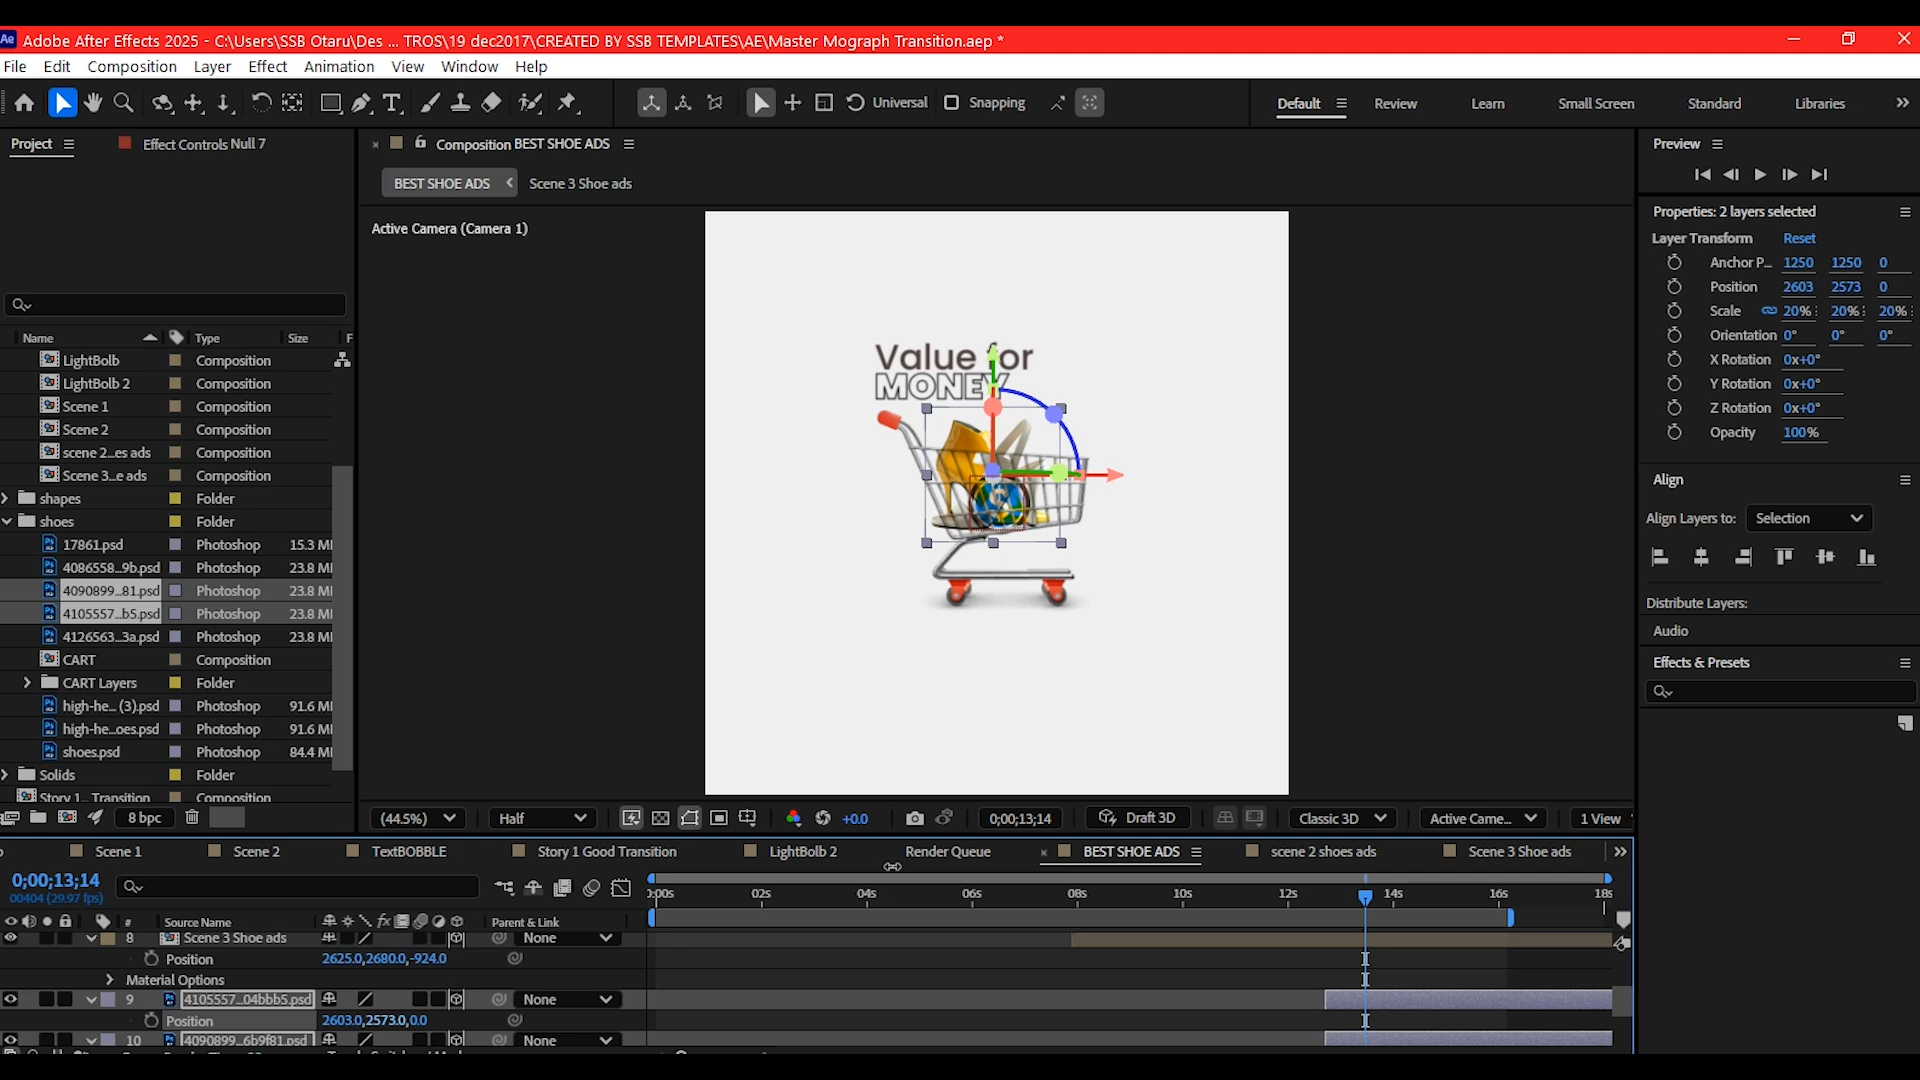 Adobe After Effects 2025 - C:\Users\SSB Otaru\Des ... TROS\19 dec2017\CREATED BY SSB TEMPLATES\AE\Master Mograph Transition.aep *
File Edit Composition Layer Effect Animation View Window Help
Universal Snapping Default Review Learn Small Screen Standard Libraries
Project Effect Controls Null 7
Composition BEST SHOE ADS
BEST SHOE ADS Scene 3 Shoe ads
Active Camera (Camera 1)
Value for
MONEY
Name Type Size F
LightBolb Composition
LightBolb 2 Composition
Scene 1 Composition
Scene 2 Composition
scene 2...es ads Composition
Scene 3...e ads Composition
shapes Folder
shoes Folder
17861.psd Photoshop 15.3 M
4086558...9b.psd Photoshop 23.8 M
4090899...81.psd Photoshop 23.8 M
4105557...b5.psd Photoshop 23.8 M
4126563...3a.psd Photoshop 23.8 M
CART Composition
CART Layers Folder
high-he... (3).psd Photoshop 91.6 M
high-he...oes.psd Photoshop 91.6 M
shoes.psd Photoshop 84.4 M
Solids Folder
Story 1... Transition Composition
8 bpc
(44.5%) Half +0.0 0;00;13;14 Draft 3D Classic 3D Active Came... 1 View
Preview
Properties: 2 layers selected
Layer Transform Reset
Anchor P... 1250 1250 0
Position 2603 2573 0
Scale 20% 20% 20%
Orientation 0° 0° 0°
X Rotation 0x+0°
Y Rotation 0x+0°
Z Rotation 0x+0°
Opacity 100%
Align
Align Layers to: Selection
Distribute Layers:
Audio
Effects & Presets
Scene 1 Scene 2 TextBOBBLE Story 1 Good Transition LightBolb 2 Render Queue BEST SHOE ADS scene 2 shoes ads Scene 3 Shoe ads
0;00;13;14
00404 (29.97 fps)
0:00s 02s 04s 06s 08s 10s 12s 14s 16s 18s
# Source Name Parent & Link
8 Scene 3 Shoe ads None
Position 2625.0,2680.0,-924.0
Material Options
9 4105557...04bbb5.psd None
Position 2603.0,2573.0,0.0
10 4090899...6b9f81.psd None